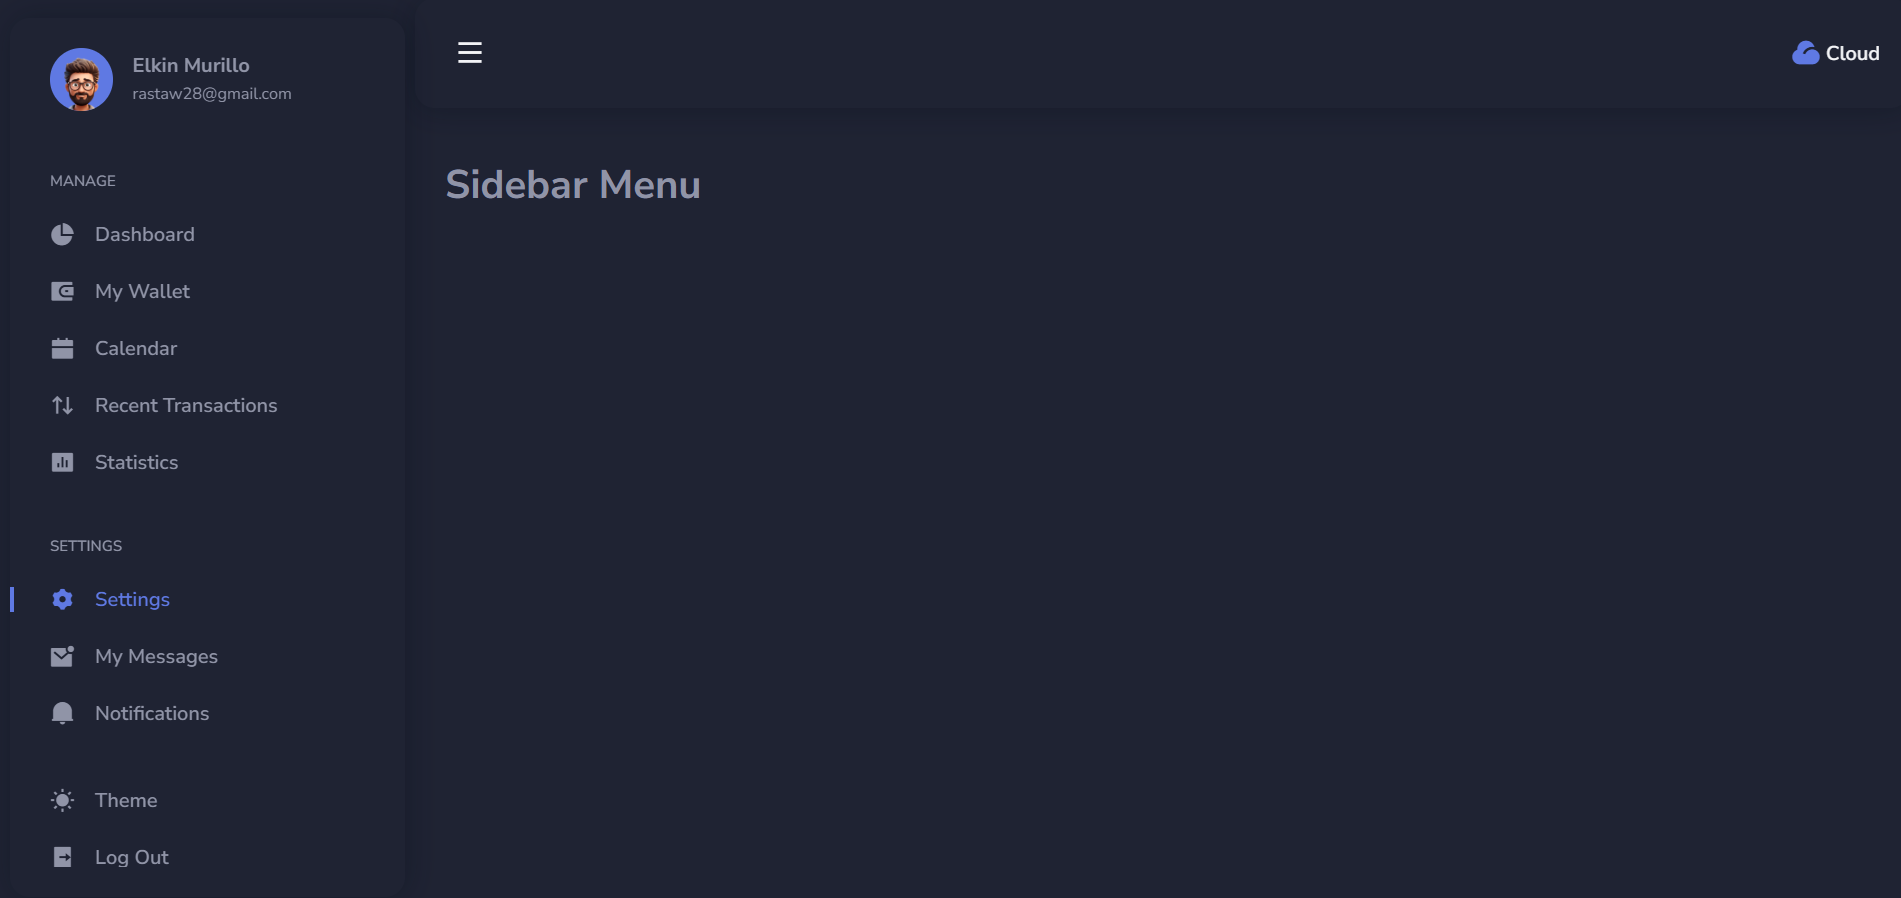 Elkin Murillo
rastaw28@gmail.com
MANAGE
Dashboard
My Wallet
Calendar
Recent Transactions
Statistics
SETTINGS
Settings
My Messages
Notifications
Theme
Log Out
Cloud
Sidebar Menu